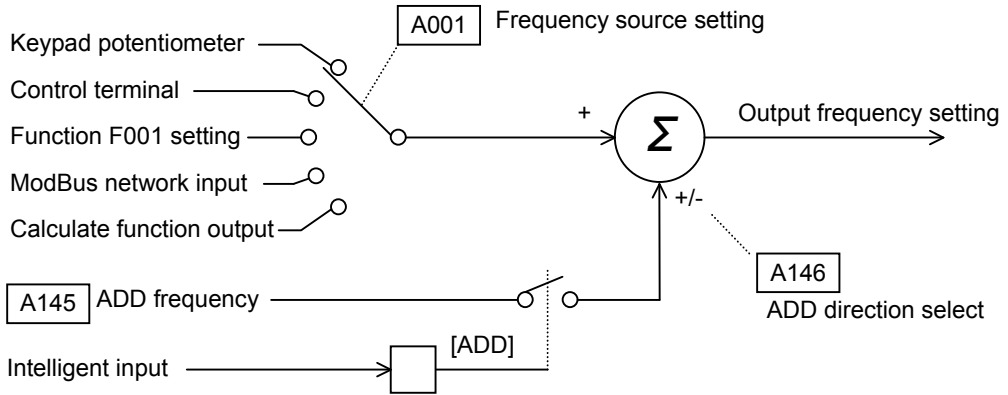 A001 Frequency source setting
Keypad potentiometer
Control terminal
Function F001 setting
ModBus network input
Calculate function output
+
Σ
Output frequency setting
+/-
A146
ADD direction select
A145 ADD frequency
[ADD]
Intelligent input